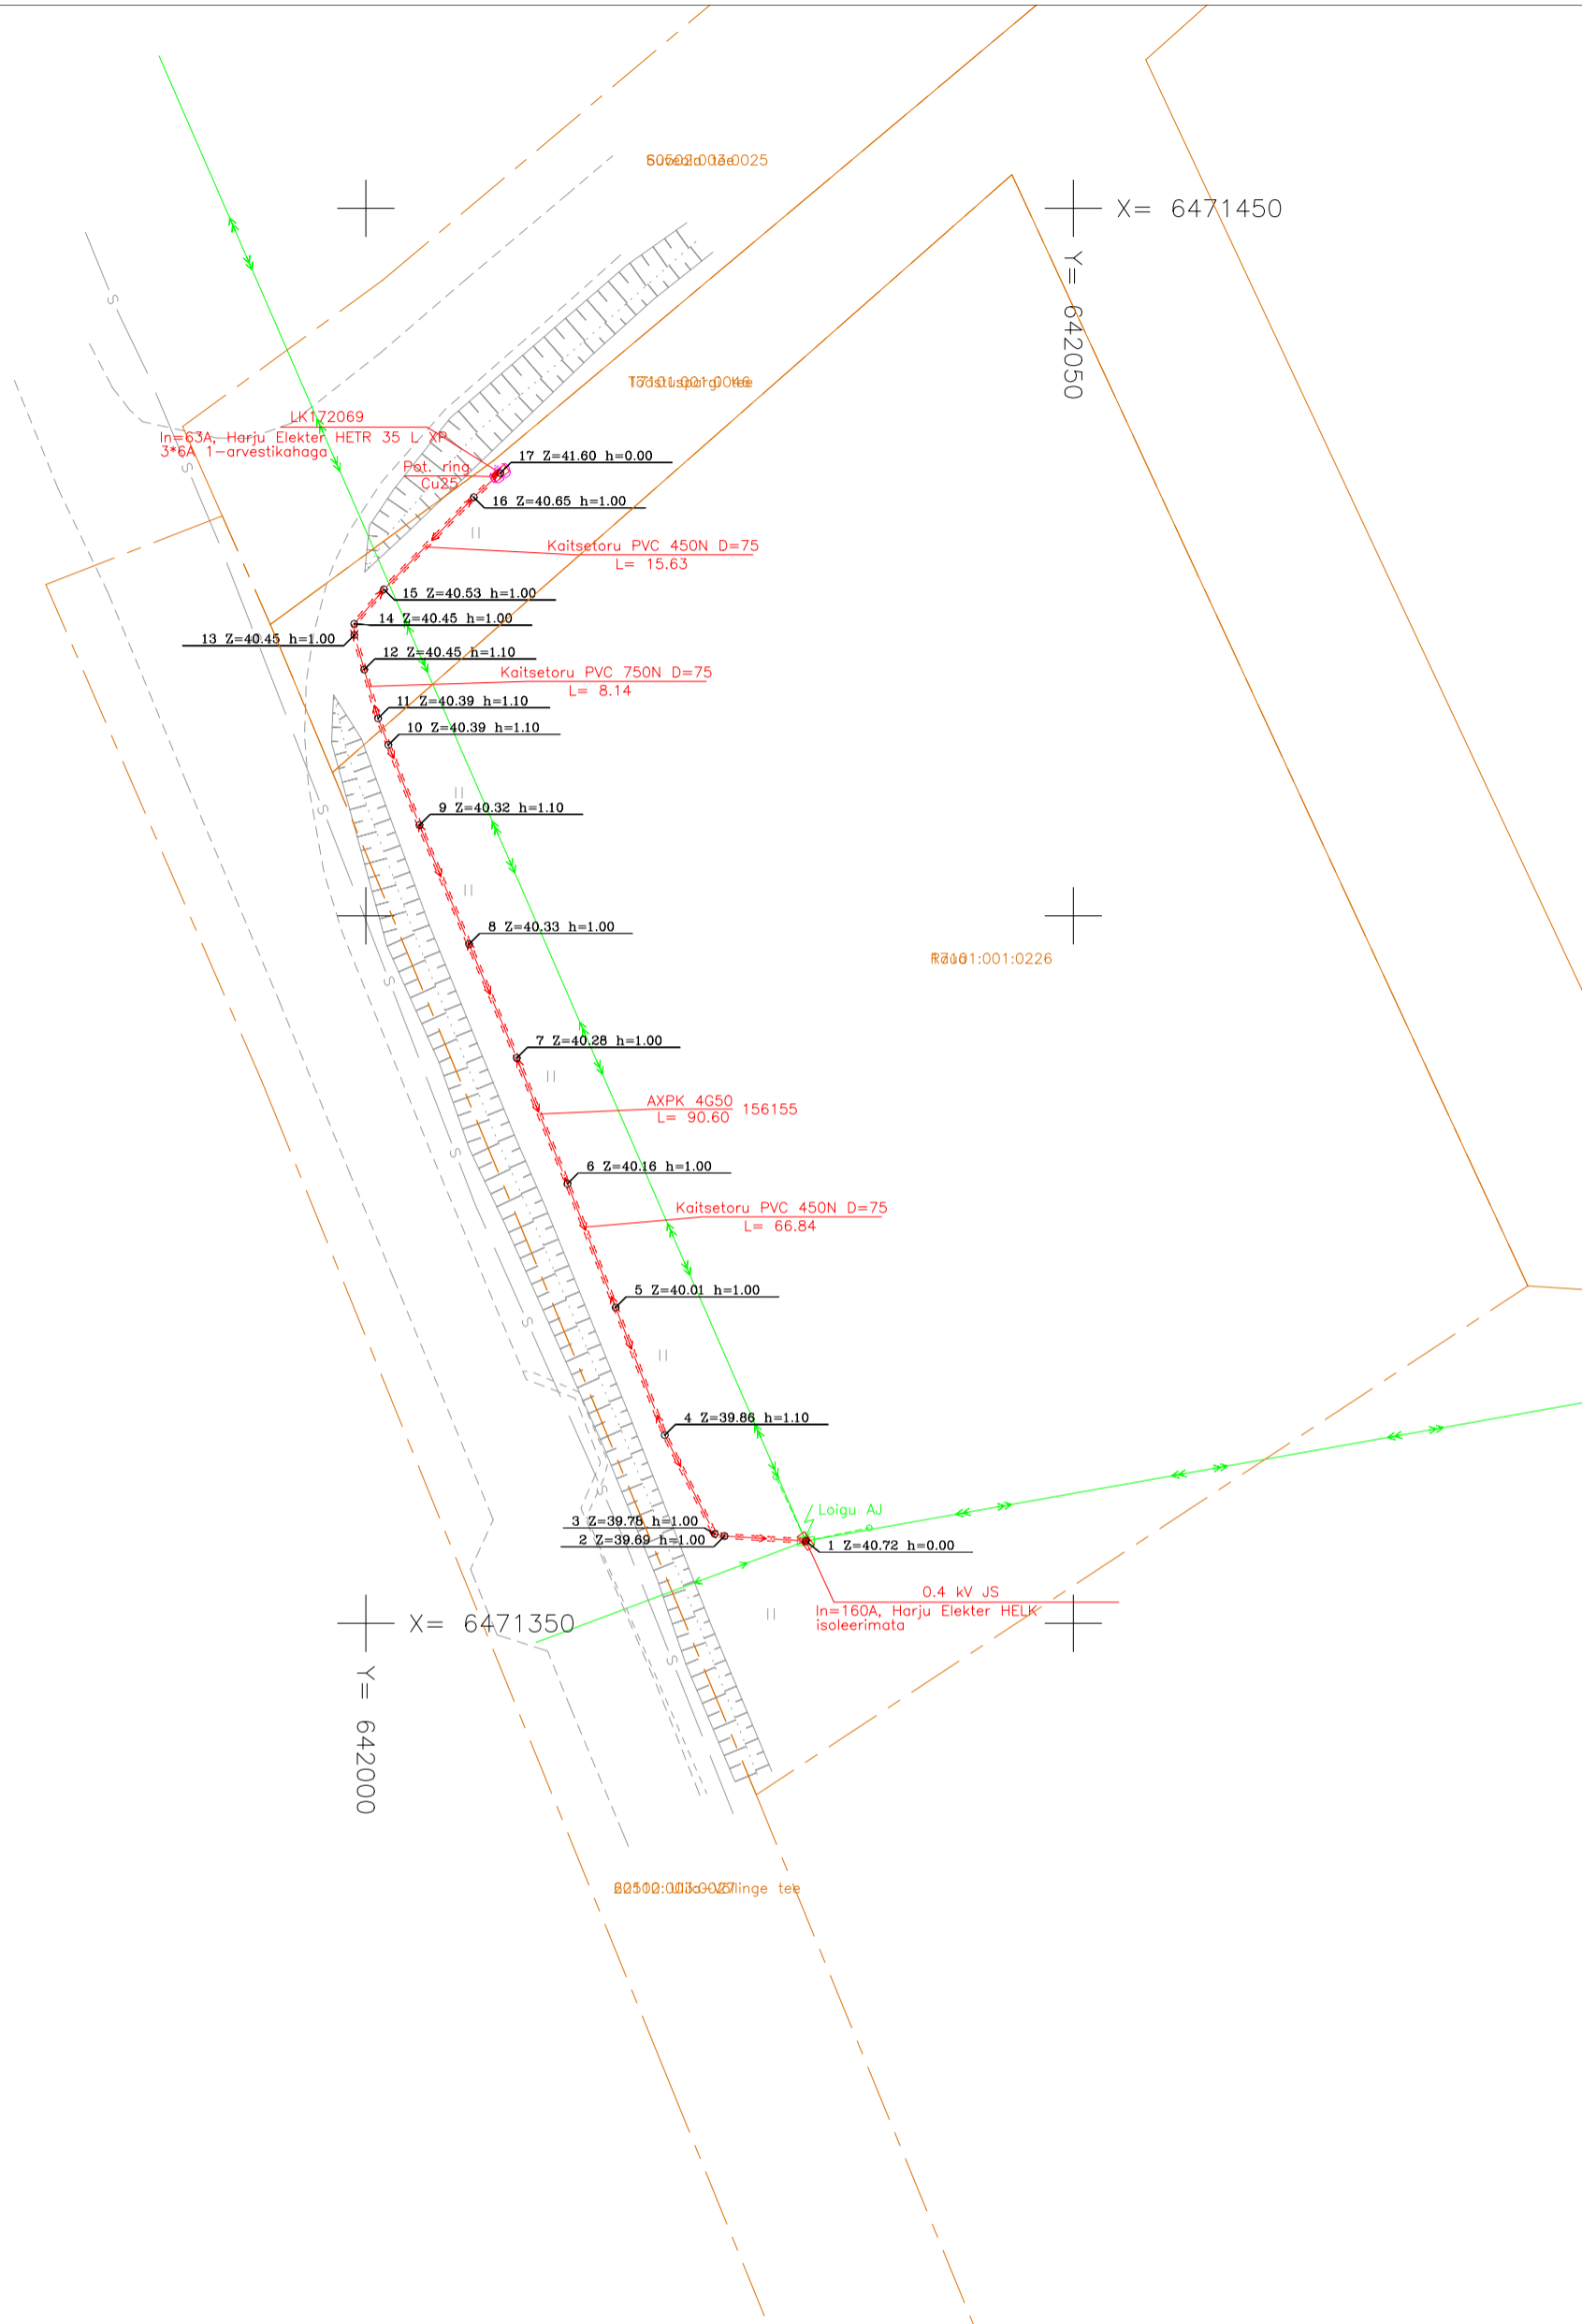 X= 6471450
Y= 642050
LK172069
In=63A, Harju Elekter HETR 35 L XP
3*6A 1-arvestikahaga
Pot. ring
Cu25
17 Z=41.60 h=0.00
16 Z=40.65 h=1.00
Kaitsetoru PVC 450N D=75
L= 15.63
15 Z=40.53 h=1.00
14 Z=40.45 h=1.00
13 Z=40.45 h=1.00
12 Z=40.45 h=1.10
Kaitsetoru PVC 750N D=75
L= 8.14
11 Z=40.39 h=1.10
10 Z=40.39 h=1.10
9 Z=40.32 h=1.10
8 Z=40.33 h=1.00
:001:0226
7 Z=40.28 h=1.00
AXPK 4G50
L= 90.60
156155
6 Z=40.16 h=1.00
Kaitsetoru PVC 450N D=75
L= 66.84
5 Z=40.01 h=1.00
4 Z=39.86 h=1.10
Loigu AJ
3 Z=39.78 h=1.00
2 Z=39.69 h=1.00
1 Z=40.72 h=0.00
0.4 kV JS
In=160A, Harju Elekter HELK
isoleerimata
X= 6471350
Y= 642000
tee
S
S
S
S
S
S
S
S
S